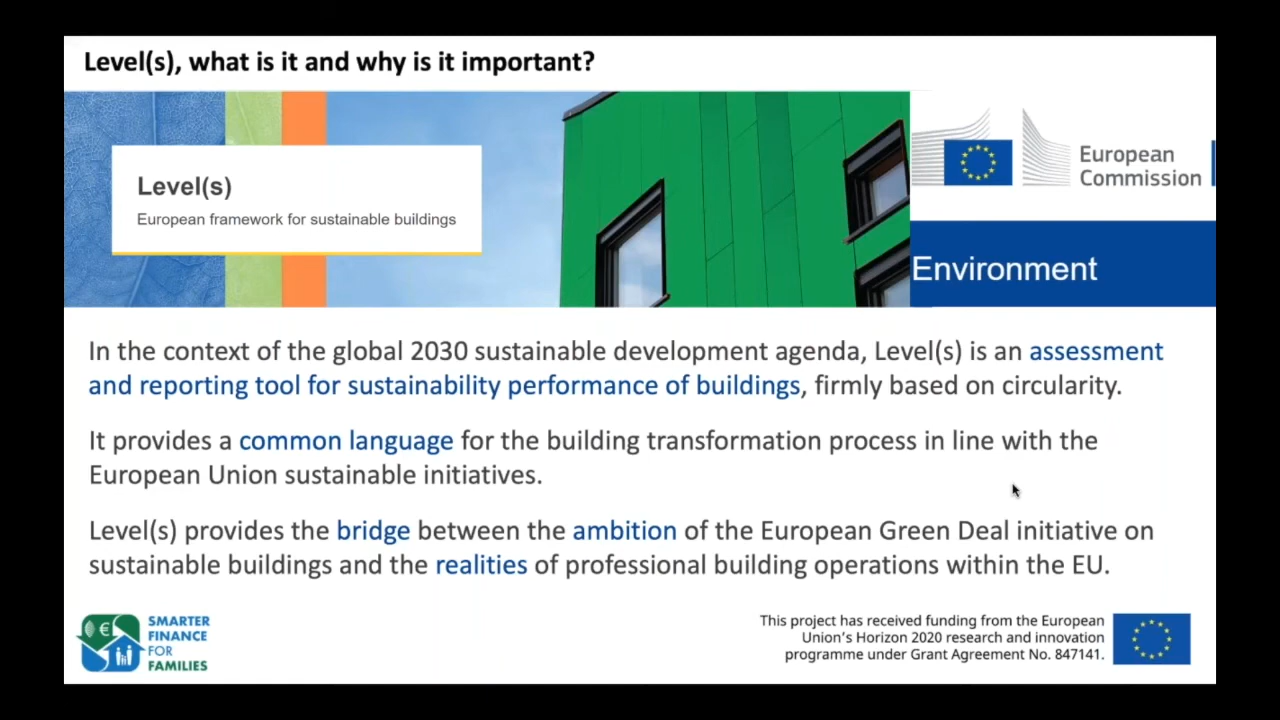 Level(s), what is it and why is it important?
Level(s)
European framework for sustainable buildings
European
Commission
Environment
In the context of the global 2030 sustainable development agenda, Level(s) is an assessment
and reporting tool for sustainability performance of buildings, firmly based on circularity.
It provides a common language for the building transformation process in line with the
European Union sustainable initiatives.
Level(s) provides the bridge between the ambition of the European Green Deal initiative on
sustainable buildings and the realities of professional building operations within the EU.
SMARTER
FINANCE
FOR
FAMILIES
This project has received funding from the European
Union's Horizon 2020 research and innovation
programme under Grant Agreement No. 847141.